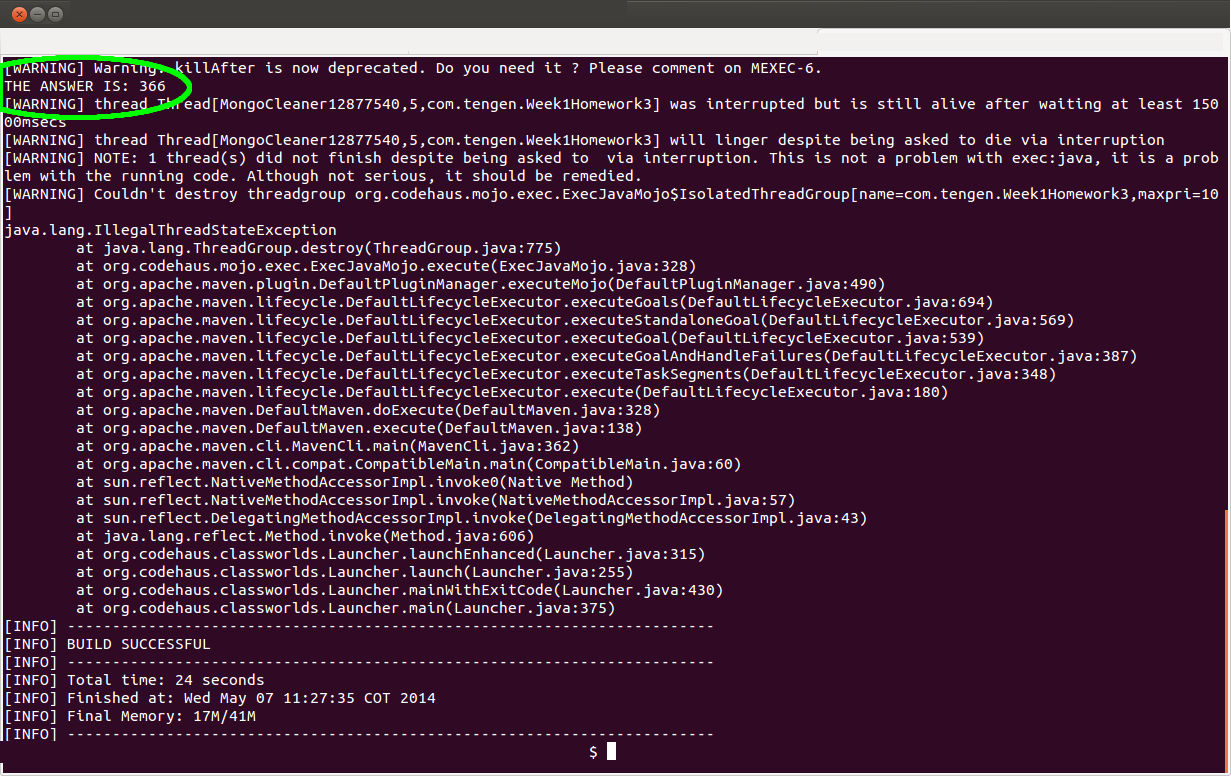 [WARNING] Warning: killAfter is now deprecated. Do you need it ? Please comment on MEXEC-6.
THE ANSWER IS: 366
[WARNING] thread Thread[MongoCleaner12877540,5,com.tengen.Week1Homework3] was interrupted but is still alive after waiting at least 150
00msecs
[WARNING] thread Thread[MongoCleaner12877540,5,com.tengen.Week1Homework3] will linger despite being asked to die via interruption
[WARNING] NOTE: 1 thread(s) did not finish despite being asked to  via interruption. This is not a problem with exec:java, it is a prob
lem with the running code. Although not serious, it should be remedied.
[WARNING] Couldn't destroy threadgroup org.codehaus.mojo.exec.ExecJavaMojo$IsolatedThreadGroup[name=com.tengen.Week1Homework3,maxpri=10
]
java.lang.IllegalThreadStateException
        at java.lang.ThreadGroup.destroy(ThreadGroup.java:775)
        at org.codehaus.mojo.exec.ExecJavaMojo.execute(ExecJavaMojo.java:328)
        at org.apache.maven.plugin.DefaultPluginManager.executeMojo(DefaultPluginManager.java:490)
        at org.apache.maven.lifecycle.DefaultLifecycleExecutor.executeGoals(DefaultLifecycleExecutor.java:694)
        at org.apache.maven.lifecycle.DefaultLifecycleExecutor.executeStandaloneGoal(DefaultLifecycleExecutor.java:569)
        at org.apache.maven.lifecycle.DefaultLifecycleExecutor.executeGoal(DefaultLifecycleExecutor.java:539)
        at org.apache.maven.lifecycle.DefaultLifecycleExecutor.executeGoalAndHandleFailures(DefaultLifecycleExecutor.java:387)
        at org.apache.maven.lifecycle.DefaultLifecycleExecutor.executeTaskSegments(DefaultLifecycleExecutor.java:348)
        at org.apache.maven.lifecycle.DefaultLifecycleExecutor.execute(DefaultLifecycleExecutor.java:180)
        at org.apache.maven.DefaultMaven.doExecute(DefaultMaven.java:328)
        at org.apache.maven.DefaultMaven.execute(DefaultMaven.java:138)
        at org.apache.maven.cli.MavenCli.main(MavenCli.java:362)
        at org.apache.maven.cli.compat.CompatibleMain.main(CompatibleMain.java:60)
        at sun.reflect.NativeMethodAccessorImpl.invoke0(Native Method)
        at sun.reflect.NativeMethodAccessorImpl.invoke(NativeMethodAccessorImpl.java:57)
        at sun.reflect.DelegatingMethodAccessorImpl.invoke(DelegatingMethodAccessorImpl.java:43)
        at java.lang.reflect.Method.invoke(Method.java:606)
        at org.codehaus.classworlds.Launcher.launchEnhanced(Launcher.java:315)
        at org.codehaus.classworlds.Launcher.launch(Launcher.java:255)
        at org.codehaus.classworlds.Launcher.mainWithExitCode(Launcher.java:430)
        at org.codehaus.classworlds.Launcher.main(Launcher.java:375)
[INFO] ------------------------------------------------------------------------
[INFO] BUILD SUCCESSFUL
[INFO] ------------------------------------------------------------------------
[INFO] Total time: 24 seconds
[INFO] Finished at: Wed May 07 11:27:35 COT 2014
[INFO] Final Memory: 17M/41M
[INFO] ------------------------------------------------------------------------
$